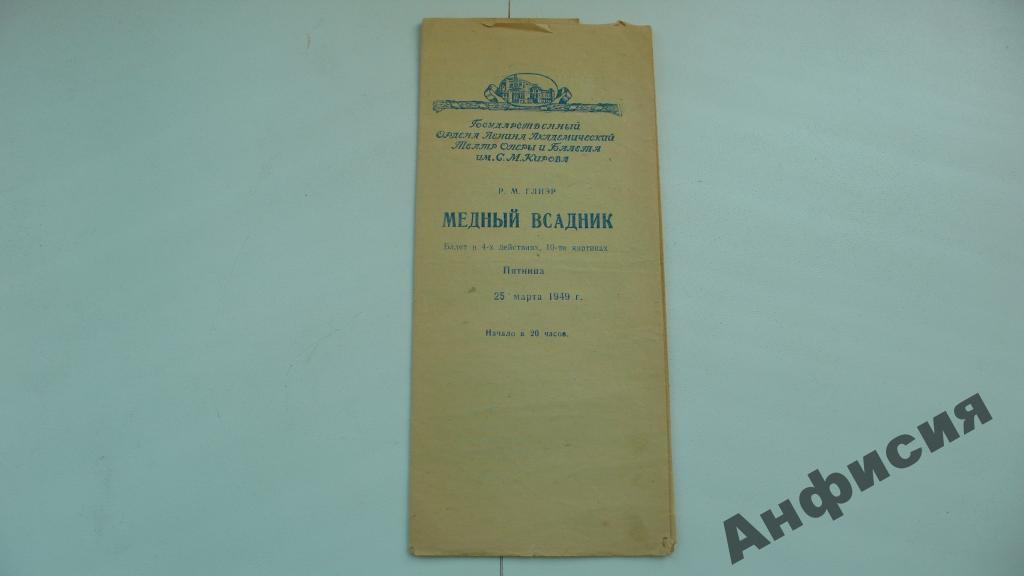 Государственный
Ордена Ленина Академический
Театр Оперы и Балета
им. С. М. Кирова
Р. М. ГЛИЭР
МЕДНЫЙ ВСАДНИК
Балет в 4-х действиях, 10-ти картинах
Пятница
25 марта 1949 г.
Начало в 20 часов.
Анфисия